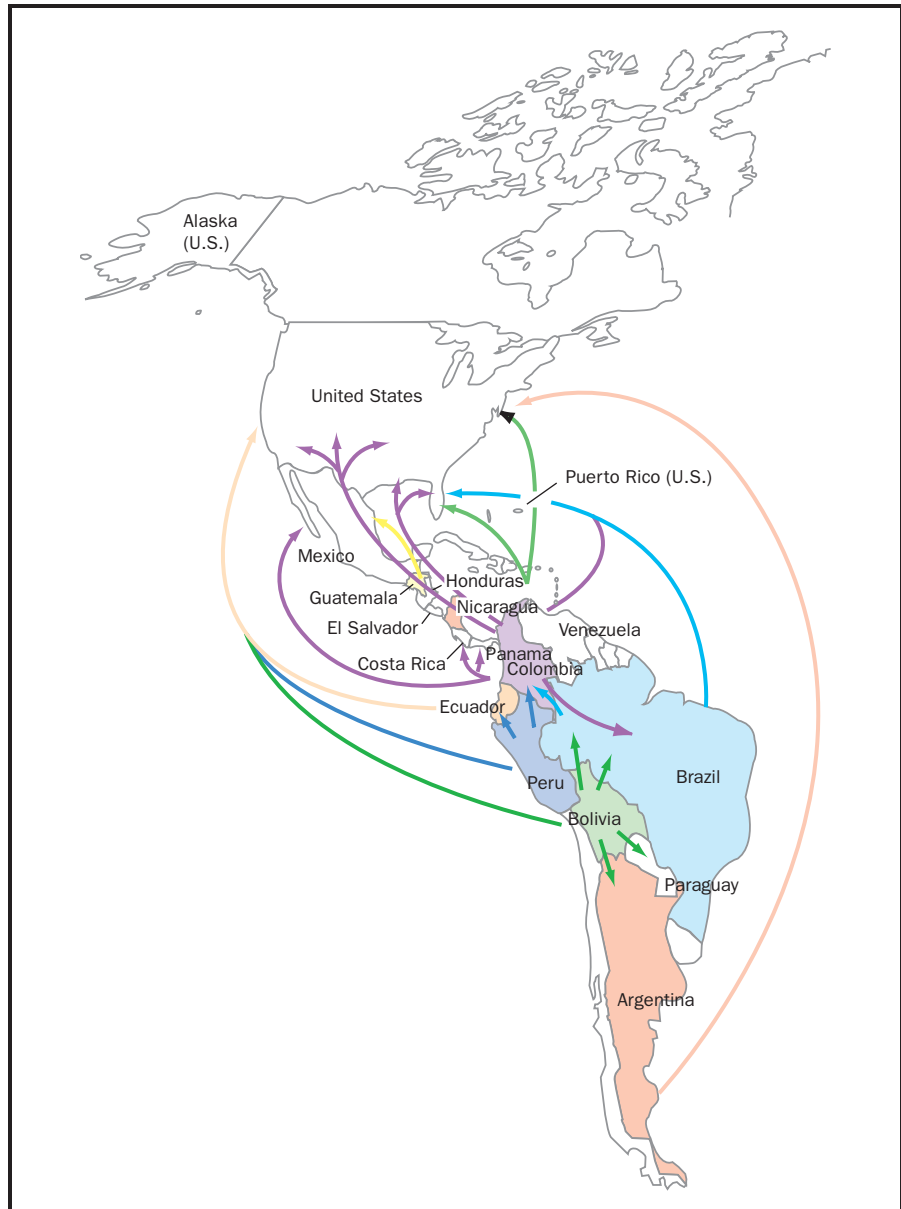 Alaska
(U.S.)
United States
Puerto Rico (U.S.)
Mexico
Honduras
Guatemala
Nicaragua
El Salvador
Venezuela
Costa Rica
Panama
Colombia
Ecuador
Brazil
Peru
Bolivia
Paraguay
Argentina